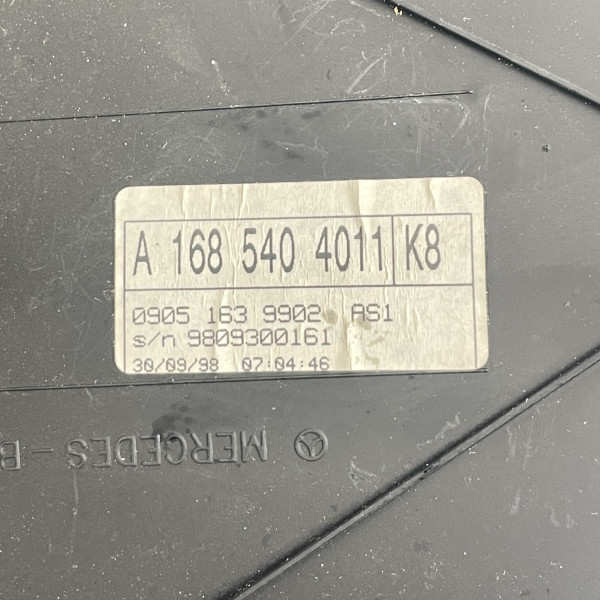 A 168 540 4011 K8
0905 163 9902 AS1
s/n 9809300161
30/09/98 07:04:46
MERCEDES-B